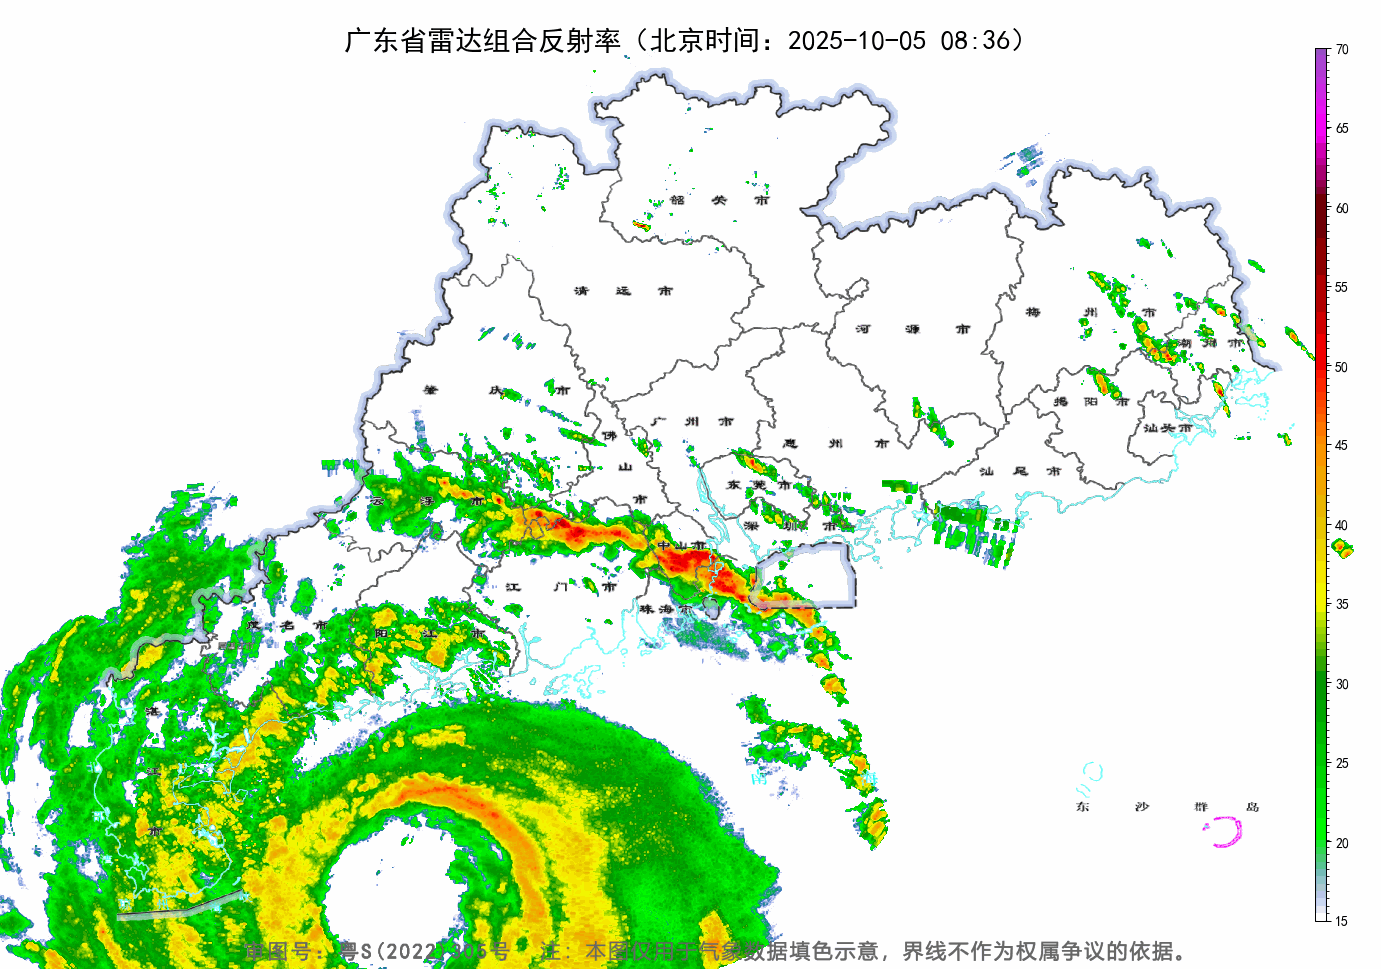 广东省雷达组合反射率（北京时间：2025-10-05 08:36）
70
65
60
55
50
45
40
35
30
25
20
15
韶关市
清远市
河源市
梅州市
潮州市
肇庆市
揭阳市
汕头市
广州市
佛山市
惠州市
汕尾市
东莞市
云浮市
深圳市
中山市
江门市
珠海市
茂名市
阳江市
湛江市
南海
东沙群岛
审图号：粤S(2022)306号 注：本图仅用于气象数据填色示意，界线不作为权属争议的依据。